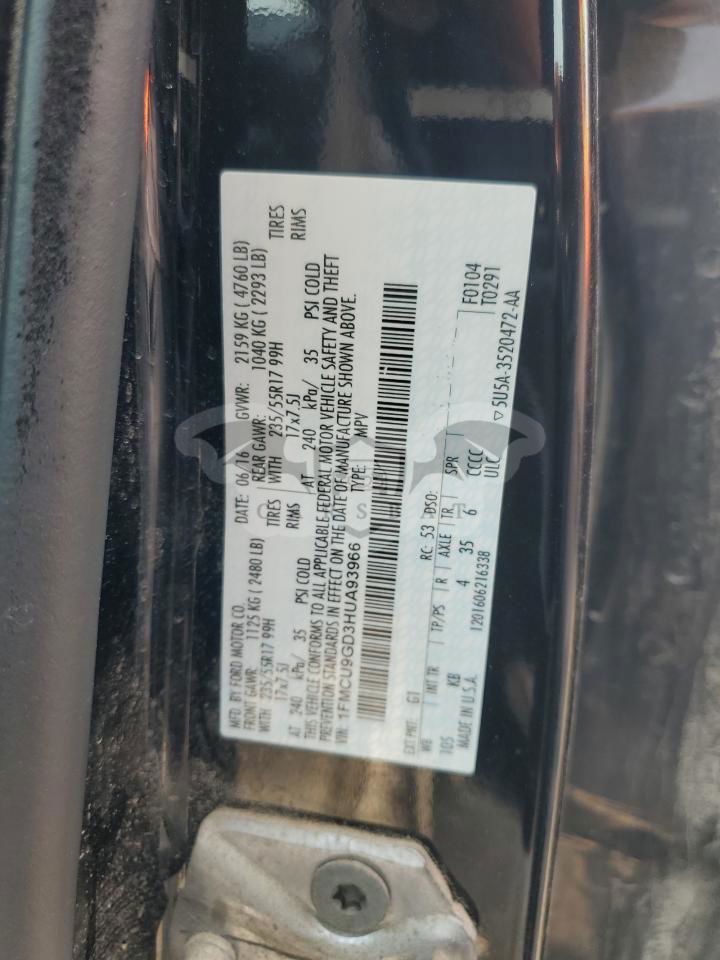 MFD. BY FORD MOTOR CO.
DATE: 06/16 GVWR: 2159 KG ( 4760 LB)
FRONT GAWR: 1125 KG ( 2480 LB) REAR GAWR: 1040 KG ( 2293 LB)
WITH 235/55R17 99H TIRES WITH 235/55R17 99H TIRES
17x7.5J RIMS 17x7.5J RIMS
AT 240 kPa/ 35 PSI COLD AT 240 kPa/ 35 PSI COLD
THIS VEHICLE CONFORMS TO ALL APPLICABLE FEDERAL MOTOR VEHICLE SAFETY AND THEFT
PREVENTION STANDARDS IN EFFECT ON THE DATE OF MANUFACTURE SHOWN ABOVE.
VIN: 1FMCU9GD3HUA93966 TYPE: MPV
EXT PNT: G1 RC: 53 DSO: F0104
WB INT TR TP/PS R AXLE TR SPR T0291
105 KB 4 35 6 CCCC
MADE IN U.S.A. 1201606216338 ULC ▽ 5U5A-3520472-AA